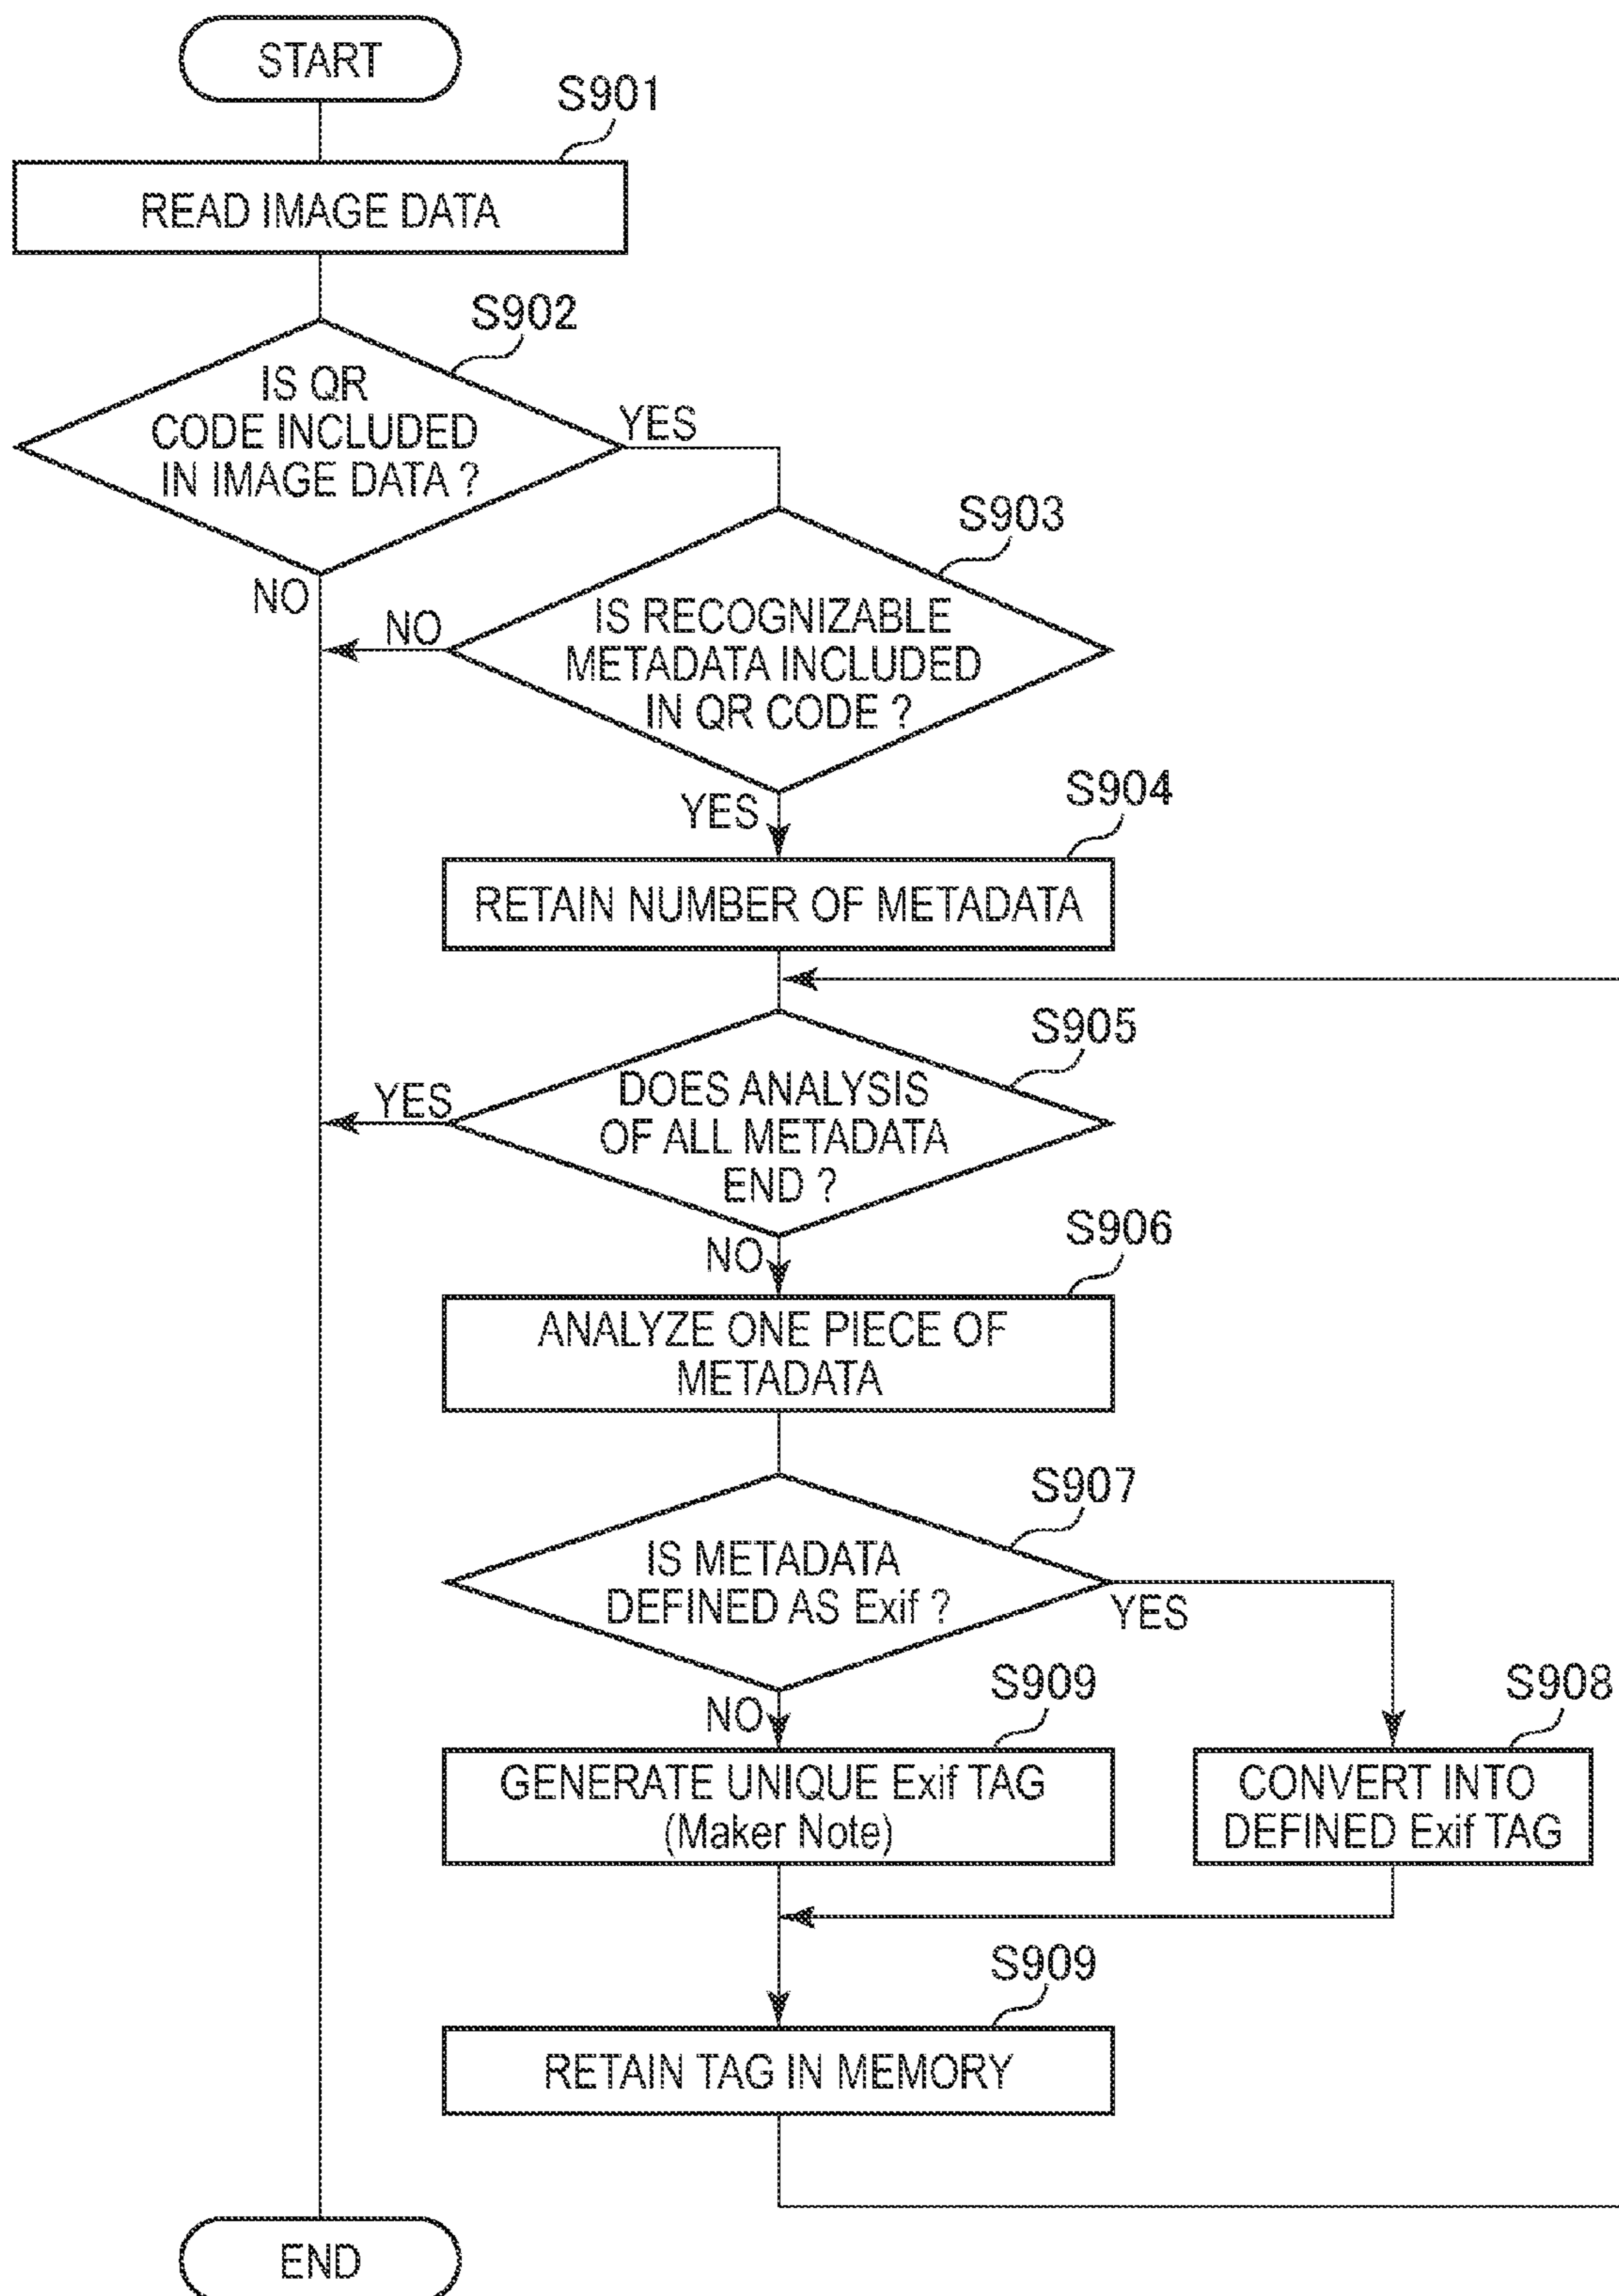 START
S901
READ IMAGE DATA
S902
IS QR
CODE INCLUDED
IN IMAGE DATA ?
YES
NO
S903
IS RECOGNIZABLE
METADATA INCLUDED
IN QR CODE ?
NO
YES
S904
RETAIN NUMBER OF METADATA
S905
DOES ANALYSIS
OF ALL METADATA
END ?
YES
NO
S906
ANALYZE ONE PIECE OF
METADATA
S907
IS METADATA
DEFINED AS Exif ?
YES
NO
S909
GENERATE UNIQUE Exif TAG
(Maker Note)
S908
CONVERT INTO
DEFINED Exif TAG
S909
RETAIN TAG IN MEMORY
END